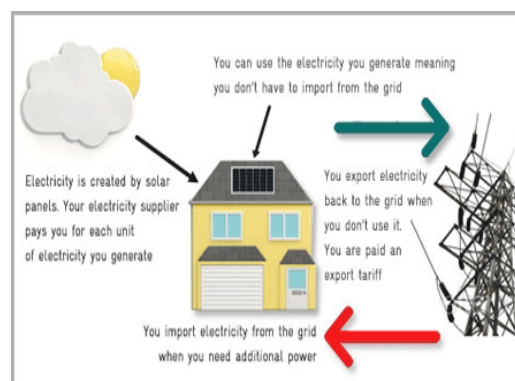 You can use the electricity you generate meaning
you don't have to import from the grid
Electricity is created by solar
panels. Your electricity supplier
pays you for each unit
of electricity you generate
You export electricity
back to the grid when
you don't use it.
You are paid an
export tariff
You import electricity from the grid
when you need additional power